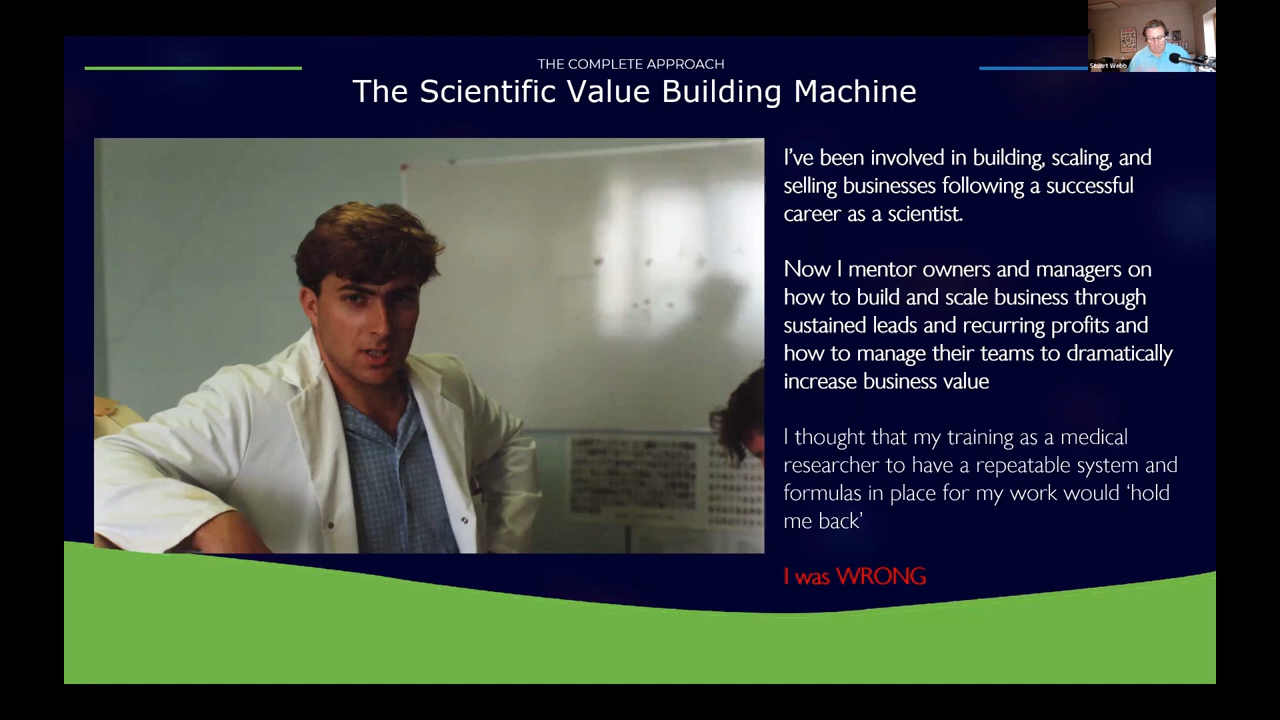 THE COMPLETE APPROACH
The Scientific Value Building Machine
Stuart Webb
I've been involved in building, scaling, and
selling businesses following a successful
career as a scientist.
Now I mentor owners and managers on
how to build and scale business through
sustained leads and recurring profits and
how to manage their teams to dramatically
increase business value
I thought that my training as a medical
researcher to have a repeatable system and
formulas in place for my work would ‘hold
me back’
I was WRONG